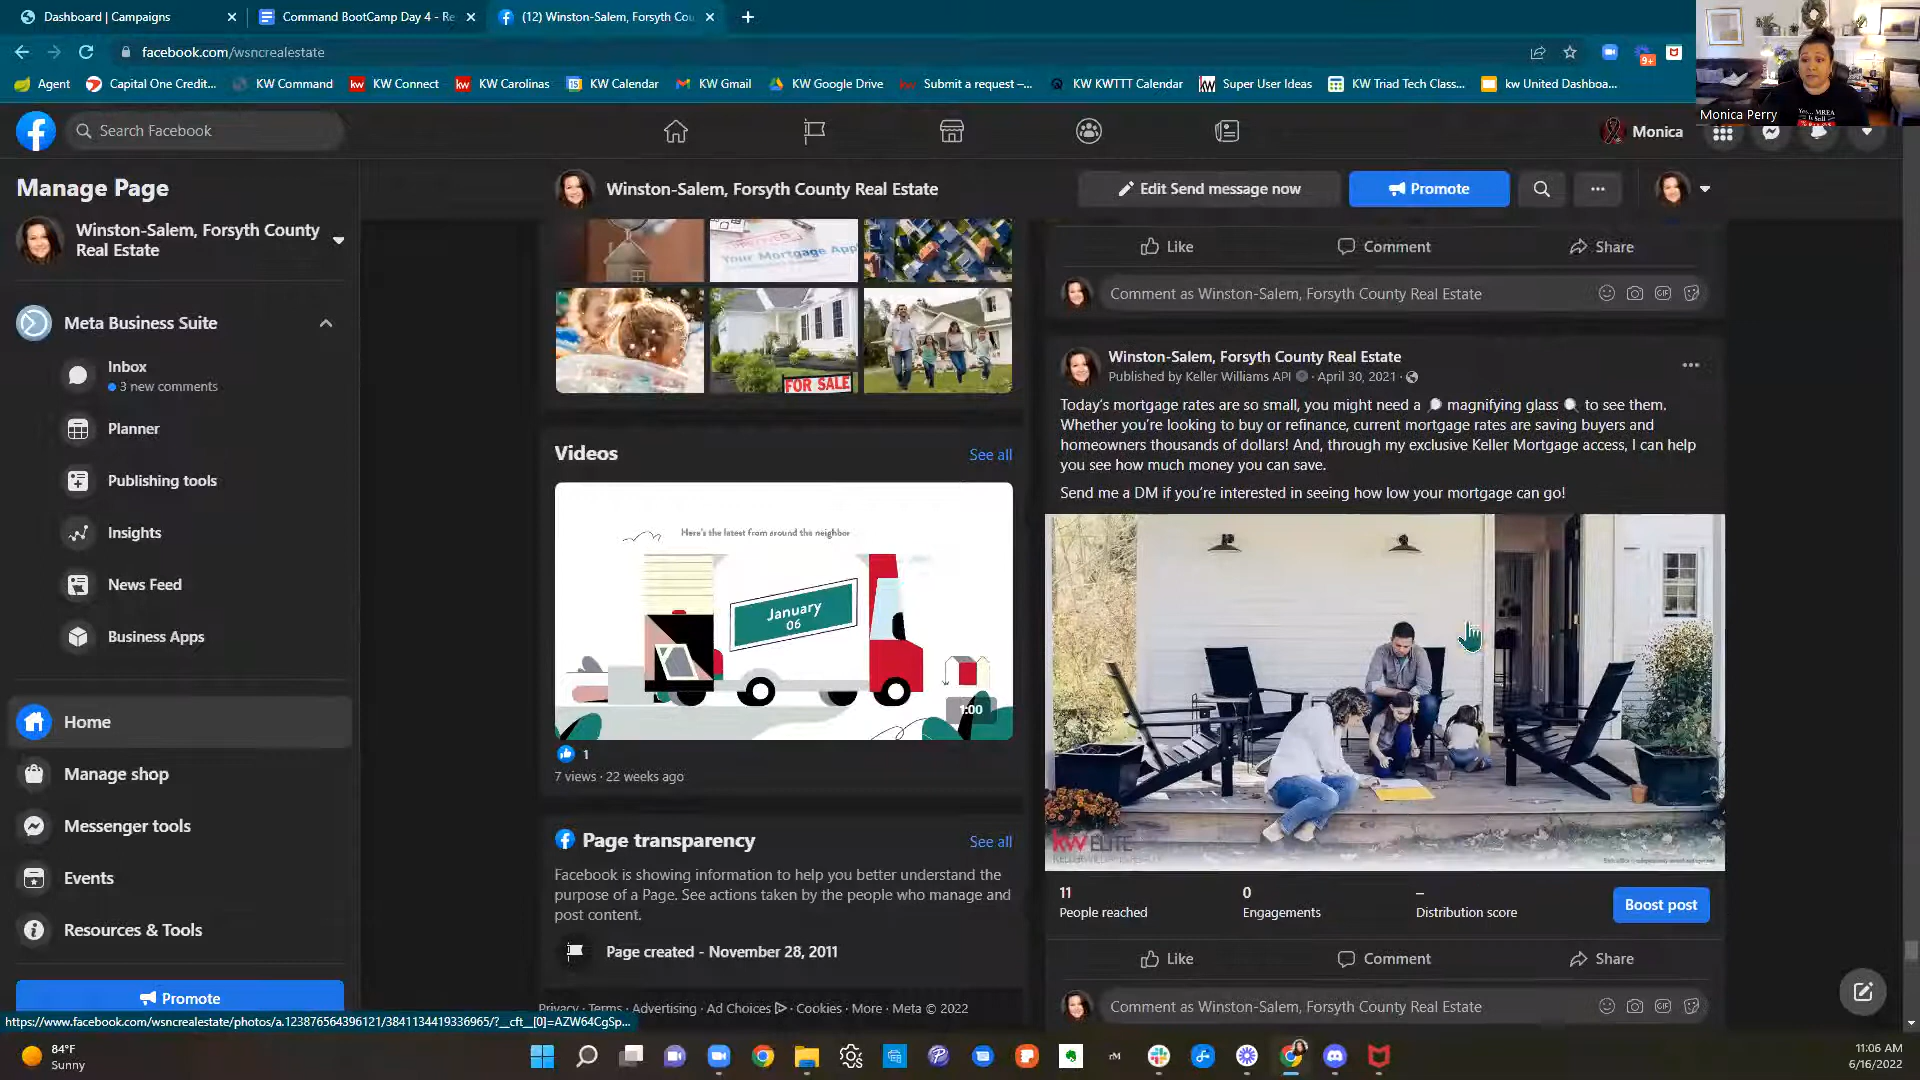 Dashboard | Campaigns
Command BootCamp Day 4 - Re
(12) Winston-Salem, Forsyth Cou
facebook.com/wsncrealestate
9+
Agent
Capital One Credit...
KW Command
KW Connect
KW Carolinas
KW Calendar
KW Gmail
KW Google Drive
Submit a request –...
KW KWTTT Calendar
Super User Ideas
KW Triad Tech Class...
kw United Dashboa...
Monica Perry
Search Facebook
Monica
Manage Page
Winston-Salem, Forsyth County
Real Estate
Meta Business Suite
Inbox
3 new comments
Planner
Publishing tools
Insights
News Feed
Business Apps
Home
Manage shop
Messenger tools
Events
Resources & Tools
Promote
Winston-Salem, Forsyth County Real Estate
Edit Send message now
Promote
Your Mortgage App
FOR SALE
Videos
See all
Here's the latest from around the neighbor
January
06
1:00
1
7 views · 22 weeks ago
Page transparency
See all
Facebook is showing information to help you better understand the
purpose of a Page. See actions taken by the people who manage and
post content.
Page created - November 28, 2011
Privacy · Terms · Advertising · Ad Choices · Cookies · More · Meta © 2022
Like
Comment
Share
Comment as Winston-Salem, Forsyth County Real Estate
Winston-Salem, Forsyth County Real Estate
Published by Keller Williams API · April 30, 2021 ·
Today's mortgage rates are so small, you might need a magnifying glass to see them.
Whether you're looking to buy or refinance, current mortgage rates are saving buyers and
homeowners thousands of dollars! And, through my exclusive Keller Mortgage access, I can help
you see how much money you can save.
Send me a DM if you're interested in seeing how low your mortgage can go!
kw ELITE
11
People reached
0
Engagements
–
Distribution score
Boost post
Like
Comment
Share
Comment as Winston-Salem, Forsyth County Real Estate
https://www.facebook.com/wsncrealestate/photos/a.123876564396121/3841134419336965/?__cft__[0]=AZW64CgSp...
84°F
Sunny
11:06 AM
6/16/2022